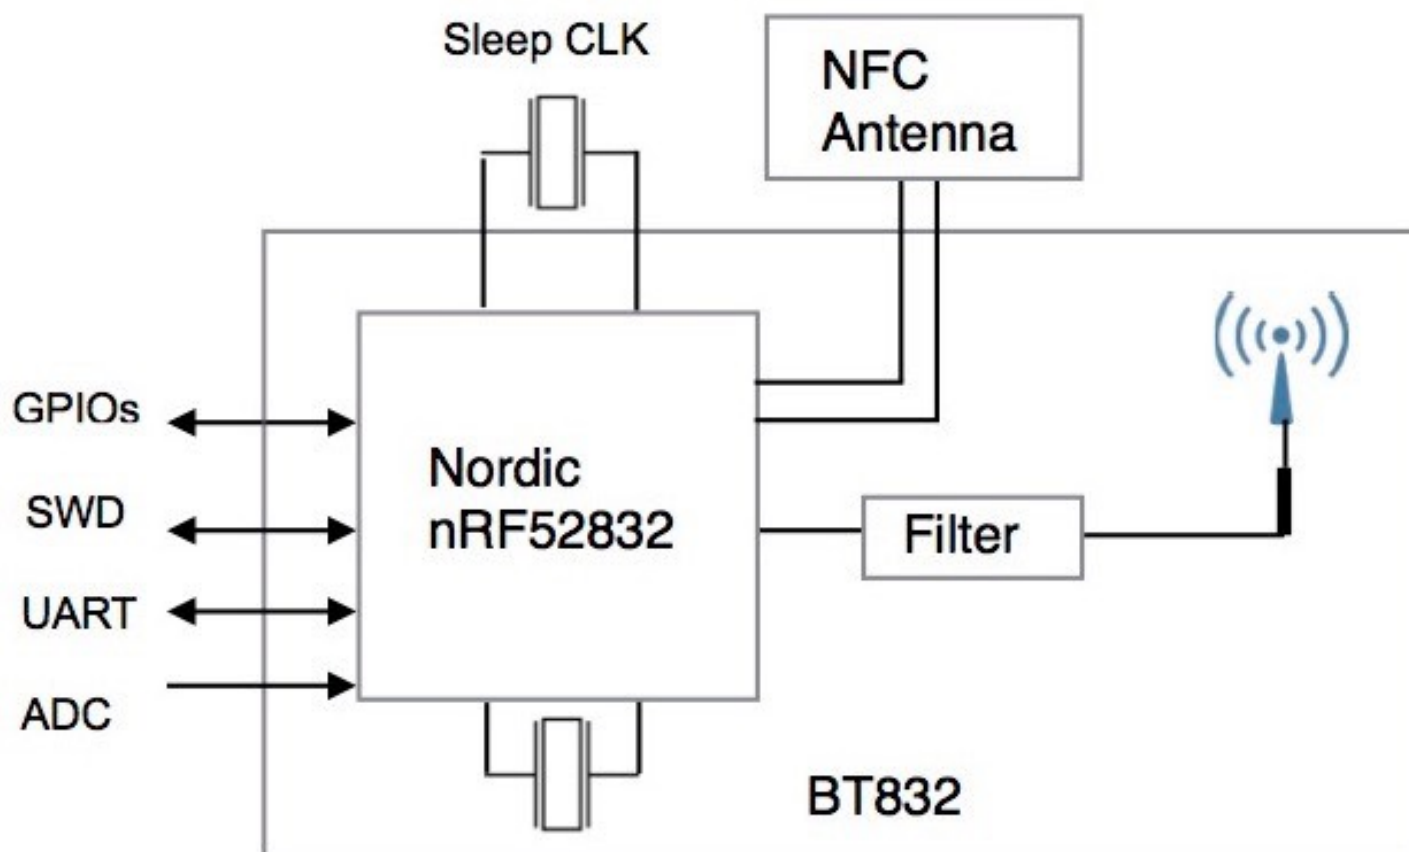 Sleep CLK
NFC
Antenna
GPIOs
SWD
UART
ADC
Nordic
nRF52832
Filter
BT832